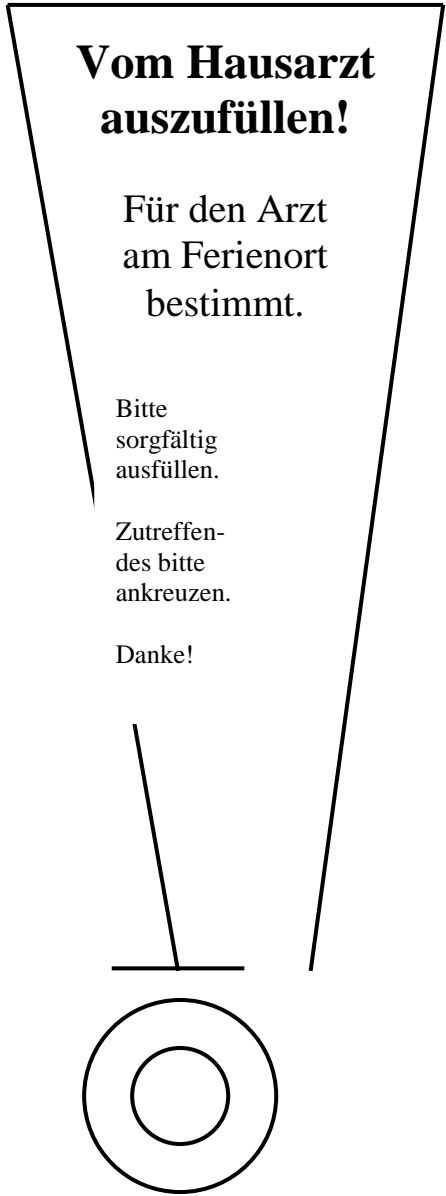 Vom Hausarzt
auszufüllen!
Für den Arzt
am Ferienort
bestimmt.
Bitte
sorgfältig
ausfüllen.
Zutreffen-
des bitte
ankreuzen.
Danke!